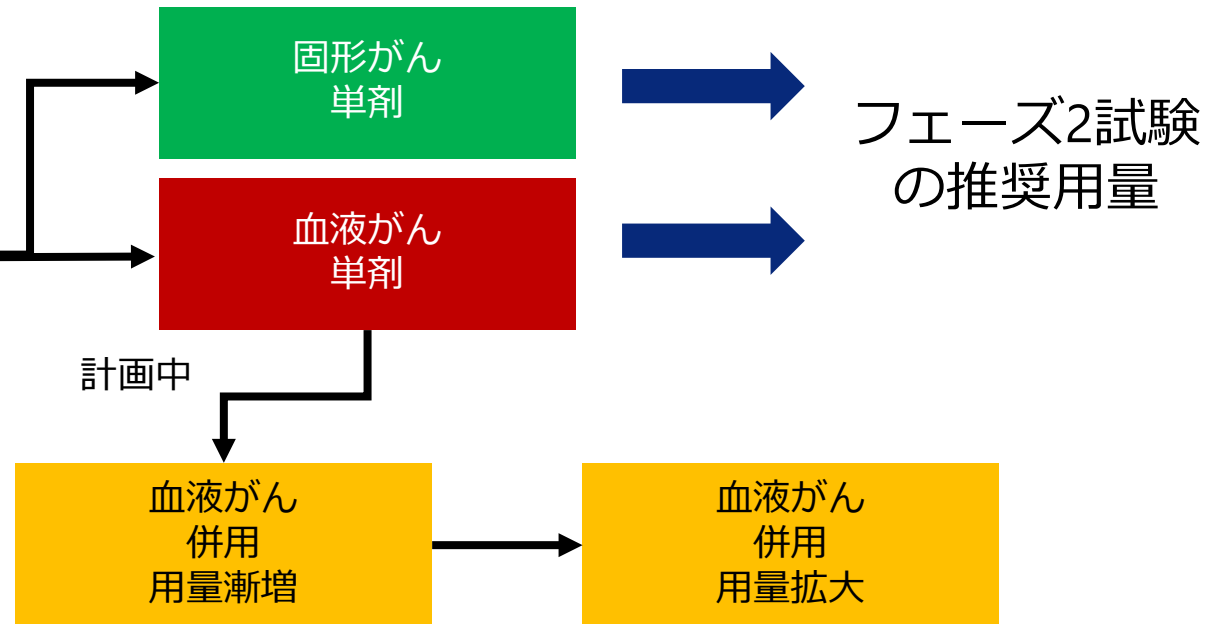 固形がん
単剤
フェーズ2試験
の推奨用量
血液がん
単剤
計画中
血液がん
併用
用量漸増
血液がん
併用
用量拡大